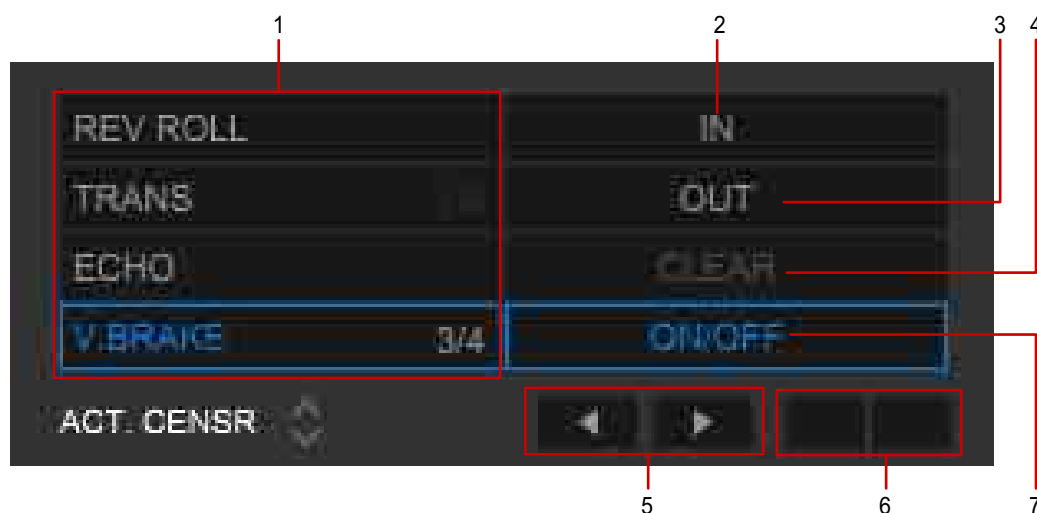 1 2 3 4
REV ROLL IN
TRANS OUT
ECHO CLEAR
V.BRAKE 3/4 ON/OFF
ACT. CENSR
5 6 7